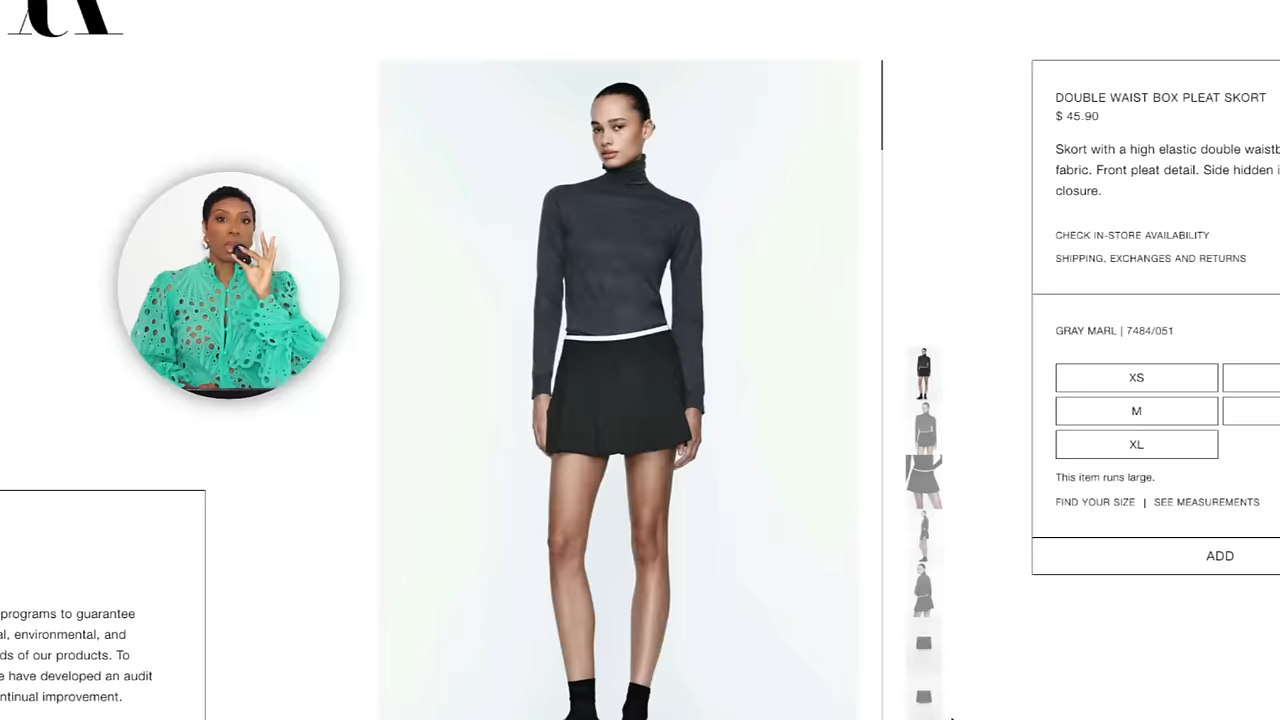 DOUBLE WAIST BOX PLEAT SKORT
$ 45.90
Skort with a high elastic double
fabric. Front pleat detail. Side hidden
closure.
CHECK IN-STORE AVAILABILITY
SHIPPING, EXCHANGES AND RETURNS
GRAY MARL | 7484/051
XS
M
XL
This item runs large.
FIND YOUR SIZE | SEE MEASUREMENTS
ADD
programs to guarantee
al, environmental, and
ds of our products. To
e have developed an audit
ntinual improvement.